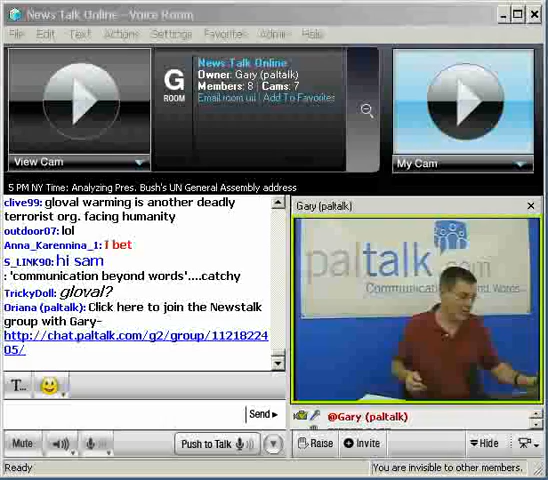 News Talk Online - Voice Room
File Edit Text Actions Settings Favorites Admin Help
G
ROOM
News Talk Online
Owner: Gary (paltalk)
Members: 8 | Cams: 7
Email room url | Add To Favorites
View Cam
My Cam
5 PM NY Time: Analyzing Pres. Bush's UN General Assembly address
clive99: gloval warming is another deadly
terrorist org. facing humanity
outdoor07: lol
Anna_Karennina_1: I bet
S_LINK90: hi sam
: 'communication beyond words'....catchy
TrickyDoll: gloval?
Oriana (paltalk): Click here to join the Newstalk
group with Gary-
http://chat.paltalk.com/g2/group/11218224
05/
Gary (paltalk)
paltalk
.com
Communication Beyond Words...
T...
Send
@Gary (paltalk)
Mute
Push to Talk
Raise
Invite
Hide
Ready
You are invisible to other members.